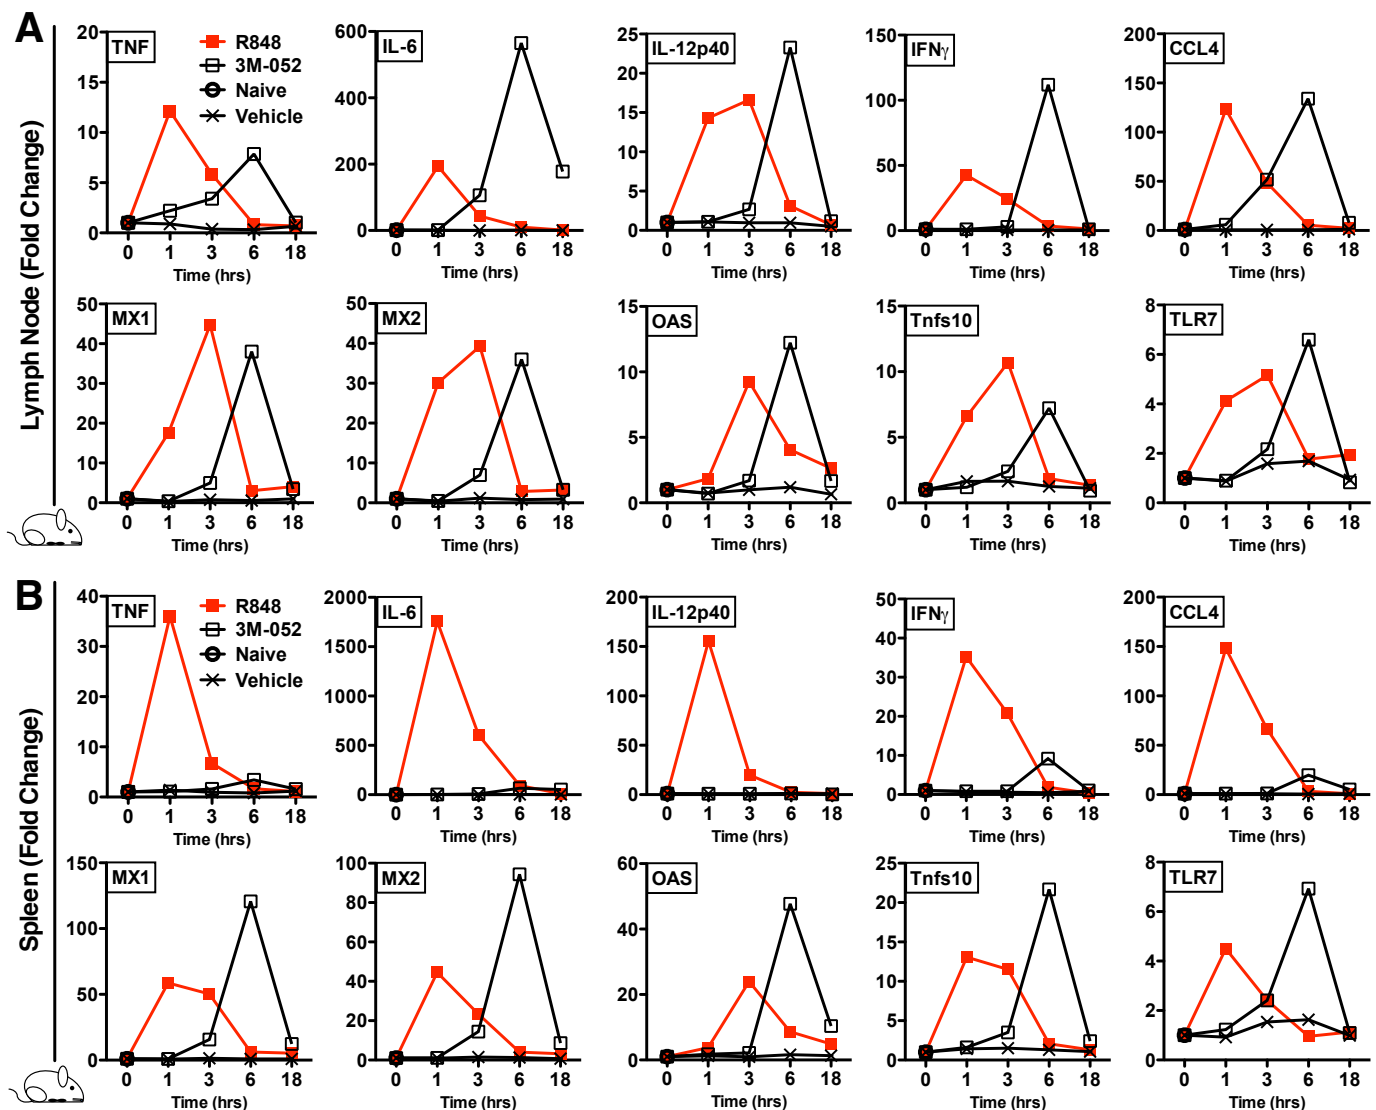 A
Lymph Node (Fold Change)
TNF
R848
3M-052
Naive
Vehicle
20
15
10
5
0
0 1 3 6 18
Time (hrs)
IL-6
600
400
200
0
0 1 3 6 18
Time (hrs)
IL-12p40
25
20
15
10
5
0
0 1 3 6 18
Time (hrs)
IFNγ
150
100
50
0
0 1 3 6 18
Time (hrs)
CCL4
200
150
100
50
0
0 1 3 6 18
Time (hrs)
MX1
50
40
30
20
10
0
0 1 3 6 18
Time (hrs)
MX2
50
40
30
20
10
0
0 1 3 6 18
Time (hrs)
OAS
15
10
5
0
0 1 3 6 18
Time (hrs)
Tnfs10
15
10
5
0
0 1 3 6 18
Time (hrs)
TLR7
8
6
4
2
0
0 1 3 6 18
Time (hrs)
B
Spleen (Fold Change)
TNF
R848
3M-052
Naive
Vehicle
40
30
20
10
0
0 1 3 6 18
Time (hrs)
IL-6
2000
1500
1000
500
0
0 1 3 6 18
Time (hrs)
IL-12p40
200
150
100
50
0
0 1 3 6 18
Time (hrs)
IFNγ
50
40
30
20
10
0
0 1 3 6 18
Time (hrs)
CCL4
200
150
100
50
0
0 1 3 6 18
Time (hrs)
MX1
150
100
50
0
0 1 3 6 18
Time (hrs)
MX2
100
80
60
40
20
0
0 1 3 6 18
Time (hrs)
OAS
60
40
20
0
0 1 3 6 18
Time (hrs)
Tnfs10
25
20
15
10
5
0
0 1 3 6 18
Time (hrs)
TLR7
8
6
4
2
0
0 1 3 6 18
Time (hrs)